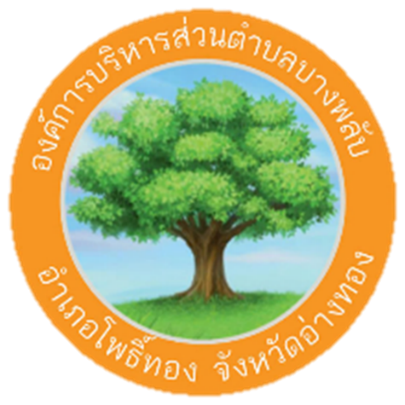 องค์การบริหารส่วนตำบลบางพลับ
อำเภอโพธิ์ทอง จังหวัดอ่างทอง